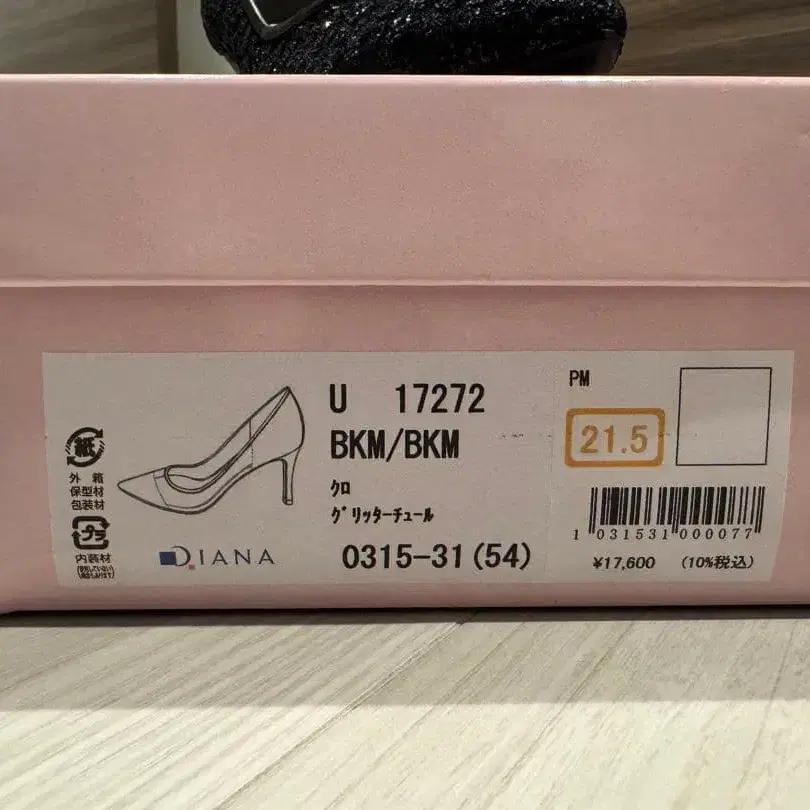 U 17272
BKM/BKM
クロ
グリッターチュール
0315-31(54)
PM
21.5
1 031531 000077
¥17,600 (10%税込)
紙
外箱
保型材
包装材
プラ
内装材
DIANA